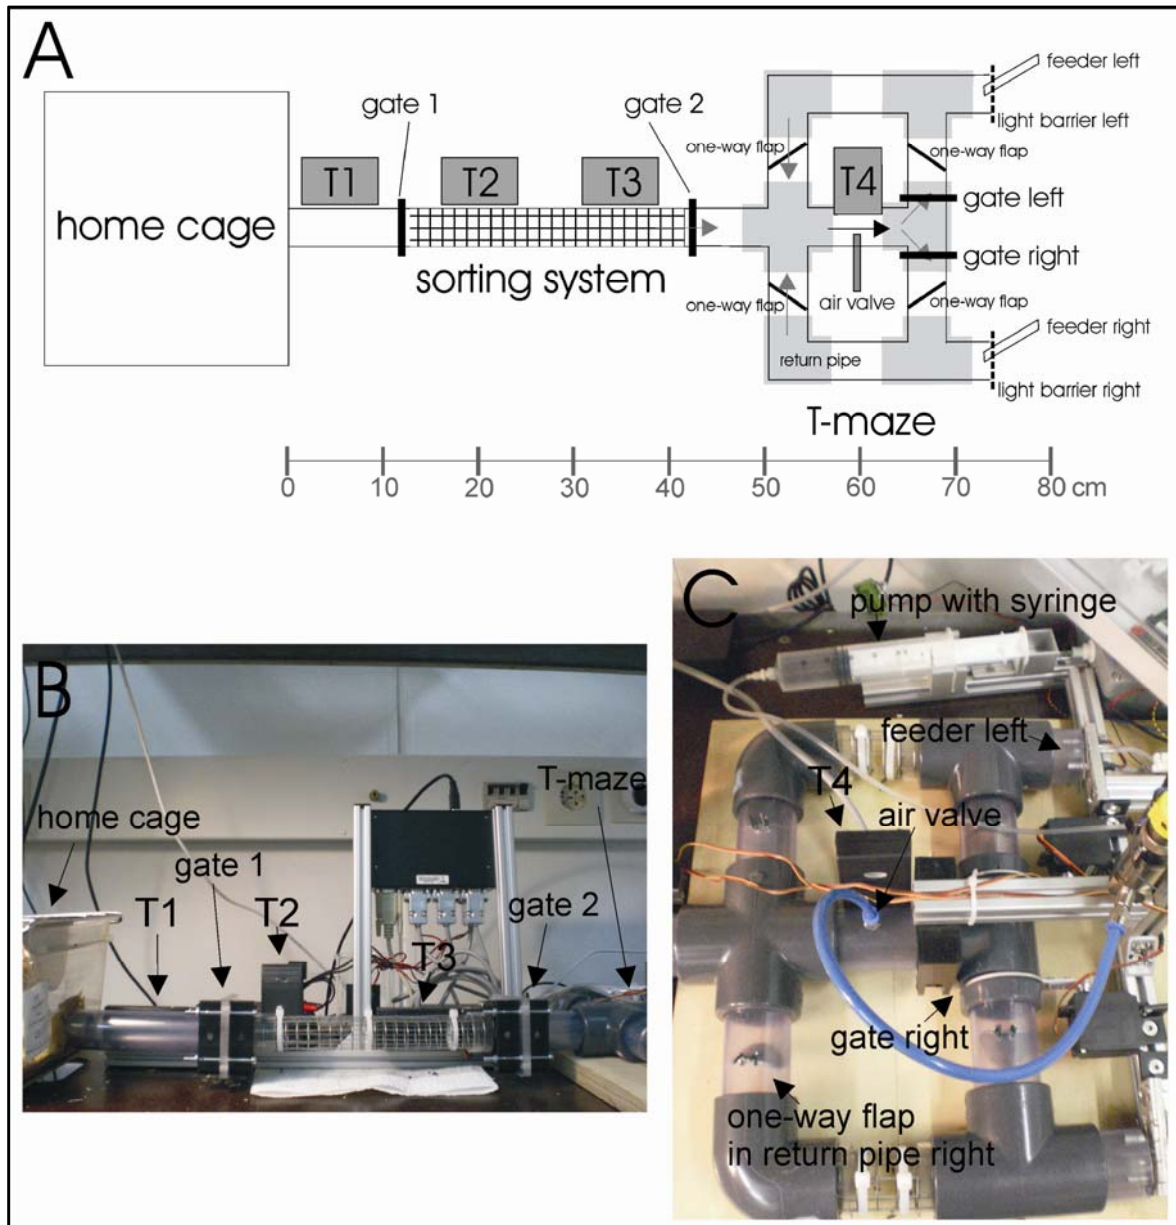 A
home cage
T1
gate 1
T2
T3
gate 2
sorting system
one-way flap
one-way flap
T4
feeder left
light barrier left
gate left
gate right
one-way flap
air valve
one-way flap
return pipe
feeder right
light barrier right
T-maze
0 10 20 30 40 50 60 70 80 cm
B
home cage
T1
gate 1
T2
T3
gate 2
T-maze
C
pump with syringe
feeder left
T4
air valve
gate right
one-way flap
in return pipe right